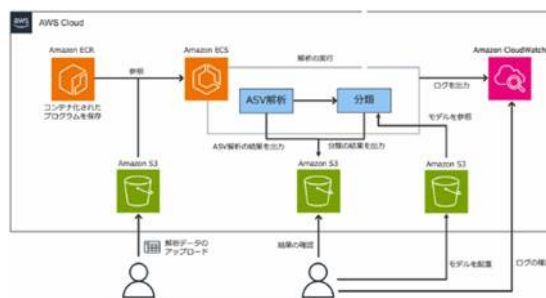 aws
AWS Cloud
Amazon ECR
Amazon ECS
Amazon CloudWatch
参照
解析の実行
ログを出力
コンテナ化された
プログラムを保存
ASV解析
分類
モデルを参照
ASV解析の結果を出力
分類の結果を出力
Amazon S3
Amazon S3
Amazon S3
解析データの
アップロード
結果の確認
モデルを配置
ログの確